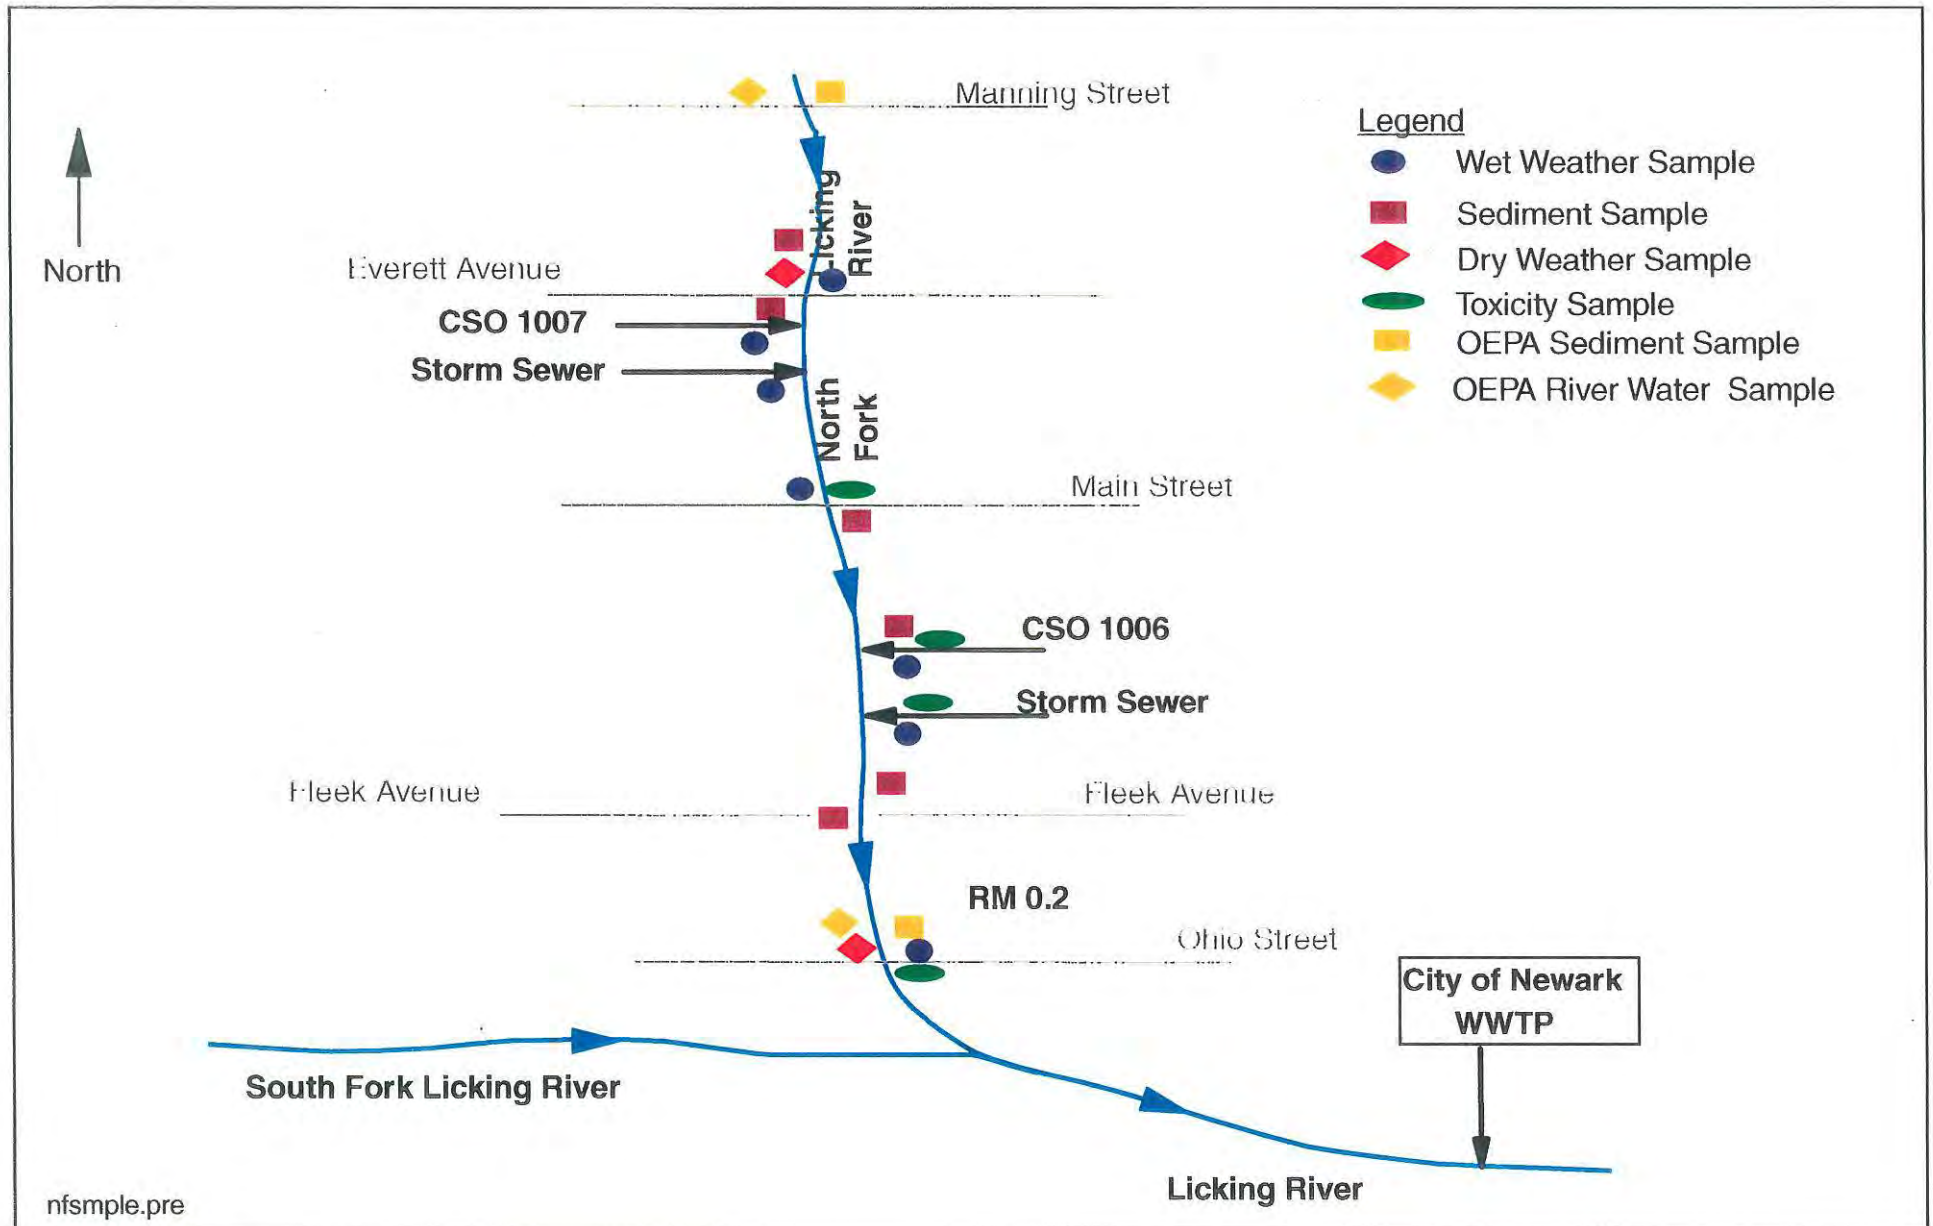 Manning Street
Legend
Wet Weather Sample
Sediment Sample
Dry Weather Sample
Toxicity Sample
OEPA Sediment Sample
OEPA River Water Sample
North
Licking
River
Everett Avenue
CSO 1007
Storm Sewer
North
Fork
Main Street
CSO 1006
Storm Sewer
Fleek Avenue
Fleek Avenue
RM 0.2
Ohio Street
City of Newark
WWTP
South Fork Licking River
Licking River
nfsmple.pre